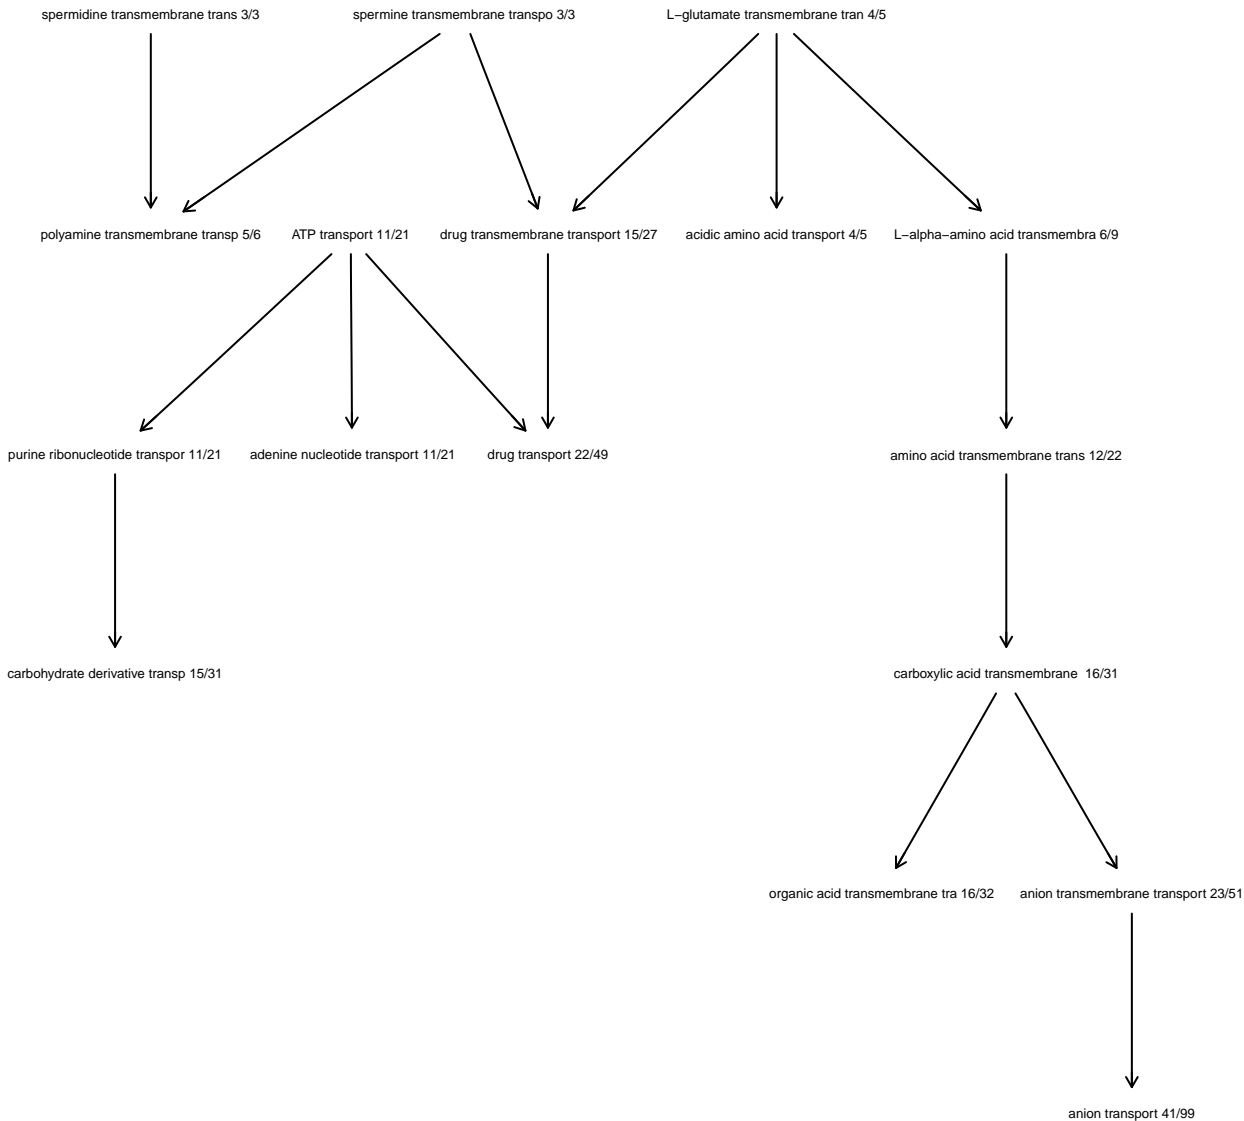 spermidine transmembrane trans 3/3
spermine transmembrane transpo 3/3
L−glutamate transmembrane tran 4/5
polyamine transmembrane transp 5/6
ATP transport 11/21
drug transmembrane transport 15/27
acidic amino acid transport 4/5
L−alpha−amino acid transmembra 6/9
purine ribonucleotide transpor 11/21
adenine nucleotide transport 11/21
drug transport 22/49
amino acid transmembrane trans 12/22
carbohydrate derivative transp 15/31
carboxylic acid transmembrane  16/31
organic acid transmembrane tra 16/32
anion transmembrane transport 23/51
anion transport 41/99